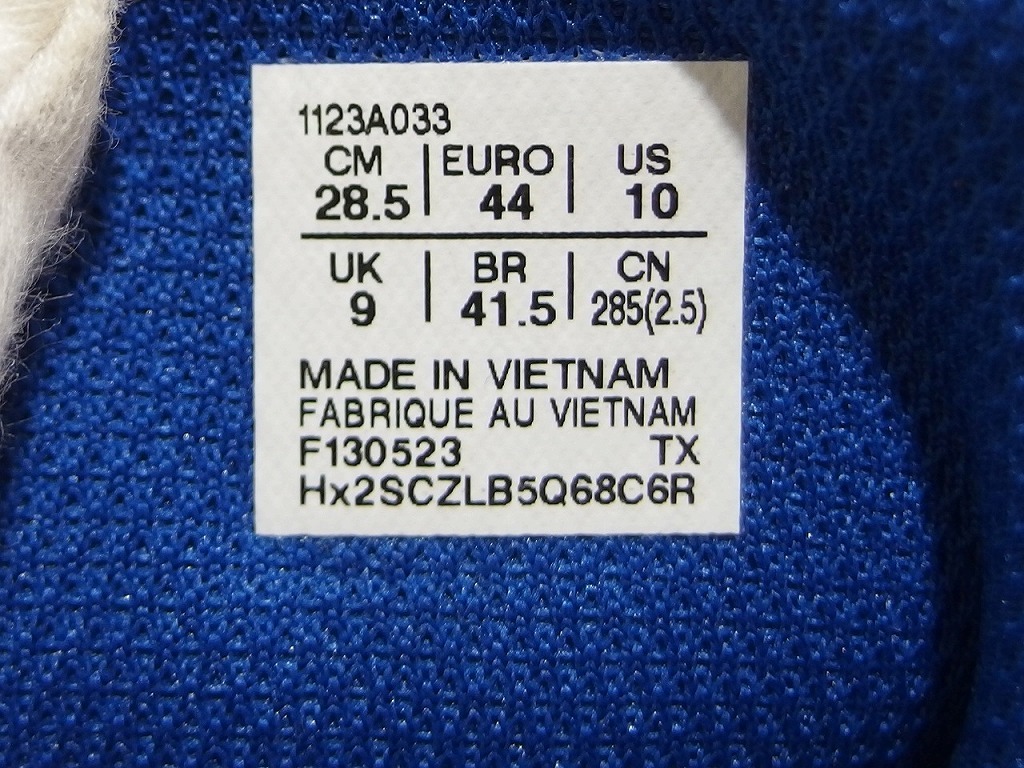 1123A033
CM | EURO | US
28.5 | 44 | 10
UK | BR | CN
9 | 41.5 | 285(2.5)
MADE IN VIETNAM
FABRIQUE AU VIETNAM
F130523 TX
Hx2SCZLB5Q68C6R